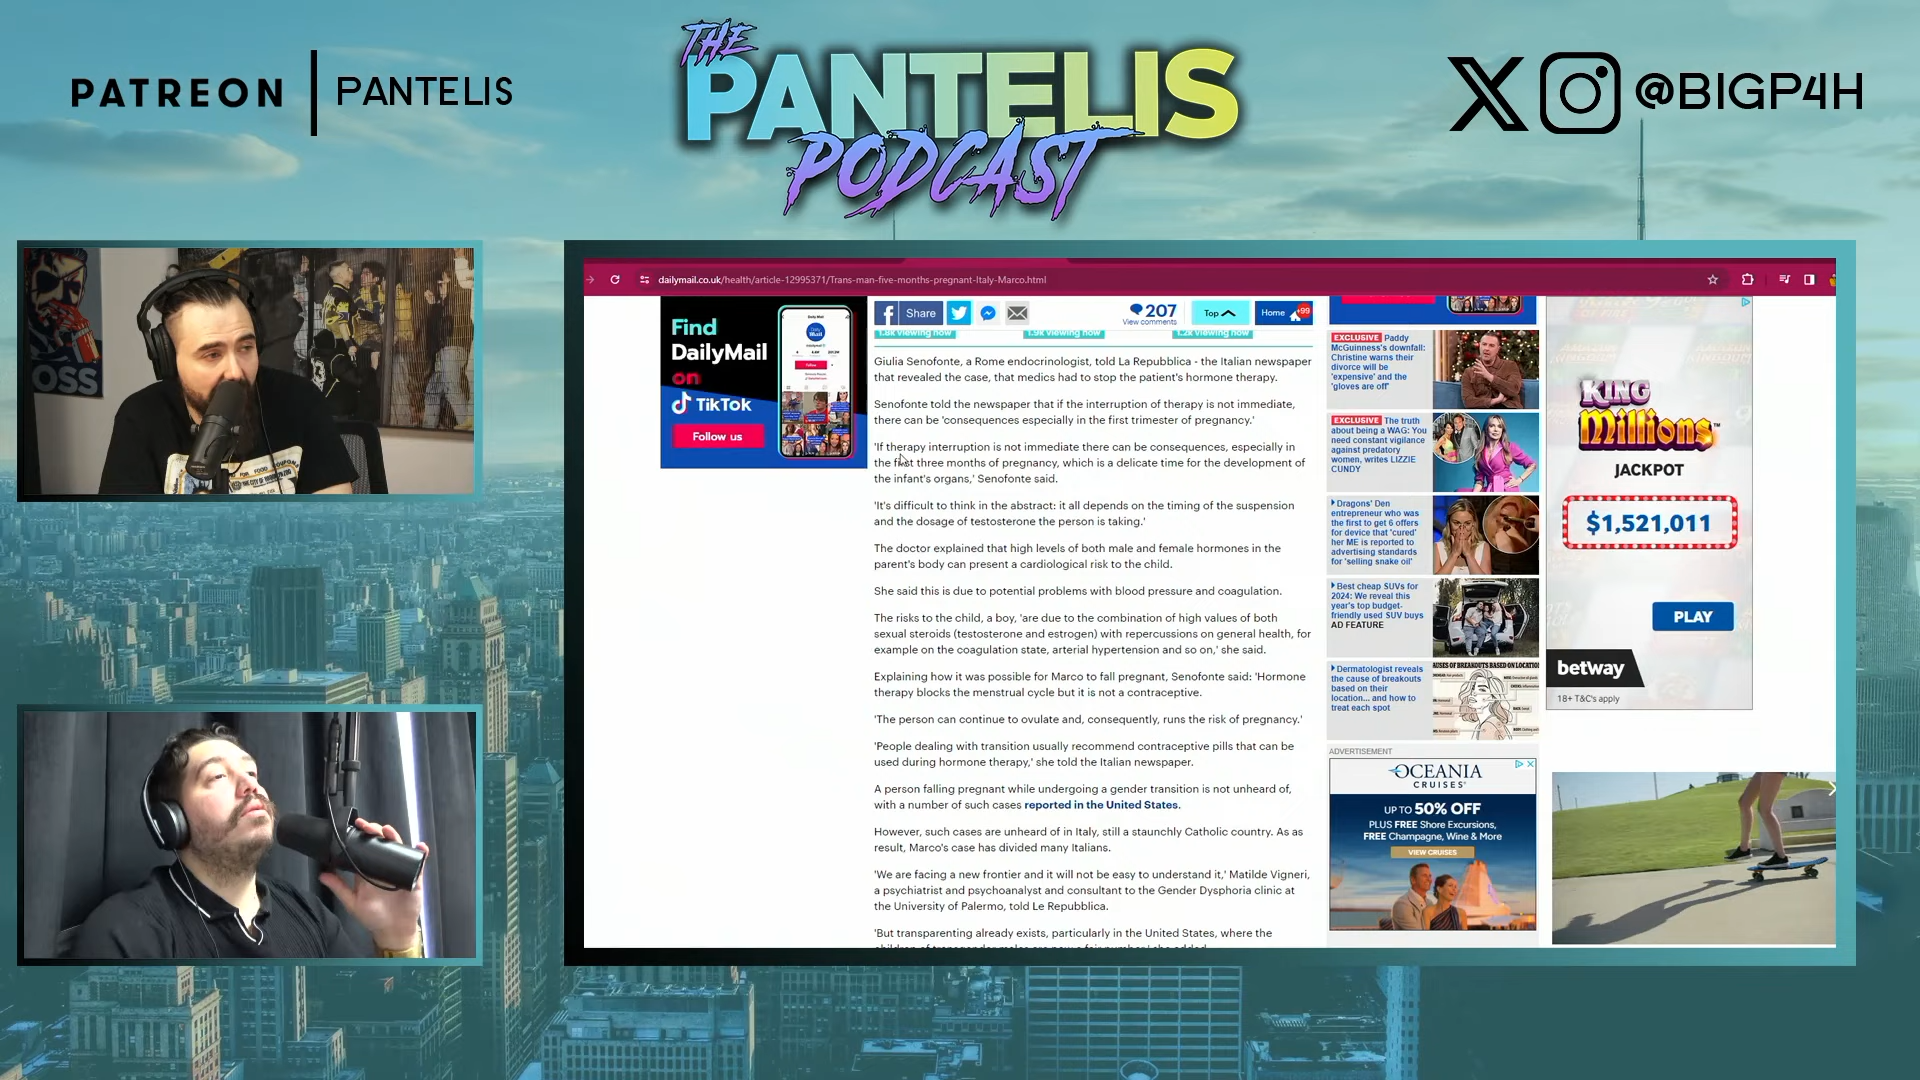 PATREON | PANTELIS
THE
PANTELIS
PODCAST
@BIGP4H
OSS
dailymail.co.uk/health/article-12995371/Trans-man-five-months-pregnant-Italy-Marco.html
Find
DailyMail
on
TikTok
Follow us
Share
207
View comments
Top
Home
+99
1.9k viewing now
1.2k viewing now
Giulia Senofonte, a Rome endocrinologist, told La Repubblica - the Italian newspaper
that revealed the case, that medics had to stop the patient's hormone therapy.
Senofonte told the newspaper that if the interruption of therapy is not immediate,
there can be 'consequences especially in the first trimester of pregnancy.'
'If therapy interruption is not immediate there can be consequences, especially in
the first three months of pregnancy, which is a delicate time for the development of
the infant's organs,' Senofonte said.
'It's difficult to think in the abstract: it all depends on the timing of the suspension
and the dosage of testosterone the person is taking.'
The doctor explained that high levels of both male and female hormones in the
parent's body can present a cardiological risk to the child.
She said this is due to potential problems with blood pressure and coagulation.
The risks to the child, a boy, 'are due to the combination of high values of both
sexual steroids (testosterone and estrogen) with repercussions on general health, for
example on the coagulation state, arterial hypertension and so on,' she said.
Explaining how it was possible for Marco to fall pregnant, Senofonte said: 'Hormone
therapy blocks the menstrual cycle but it is not a contraceptive.
'The person can continue to ovulate and, consequently, runs the risk of pregnancy.'
'People dealing with transition usually recommend contraceptive pills that can be
used during hormone therapy,' she told the Italian newspaper.
A person falling pregnant while undergoing a gender transition is not unheard of,
with a number of such cases reported in the United States.
However, such cases are unheard of in Italy, still a staunchly Catholic country. As as
result, Marco's case has divided many Italians.
'We are facing a new frontier and it will not be easy to understand it,' Matilde Vigneri,
a psychiatrist and psychoanalyst and consultant to the Gender Dysphoria clinic at
the University of Palermo, told Le Repubblica.
'But transparenting already exists, particularly in the United States, where the
EXCLUSIVE Paddy
McGuinness's downfall:
Christine warns their
divorce will be
'expensive' and the
'gloves are off'
EXCLUSIVE The truth
about being a WAG: You
need constant vigilance
against predatory
women, writes LIZZIE
CUNDY
Dragons' Den
entrepreneur who was
the first to get 6 offers
for device that 'cured'
her ME is reported to
advertising standards
for 'selling snake oil'
Best cheap SUVs for
2024: We reveal this
year's top budget-
friendly used SUV buys
AD FEATURE
Dermatologist reveals
the cause of breakouts
based on their
location... and how to
treat each spot
AUSES OF BREAKOUTS BASED ON LOCATIO
ADVERTISEMENT
OCEANIA
CRUISES
UP TO 50% OFF
PLUS FREE Shore Excursions,
FREE Champagne, Wine & More
VIEW CRUISES
KING
Millions
JACKPOT
$1,521,011
PLAY
betway
18+ T&C's apply